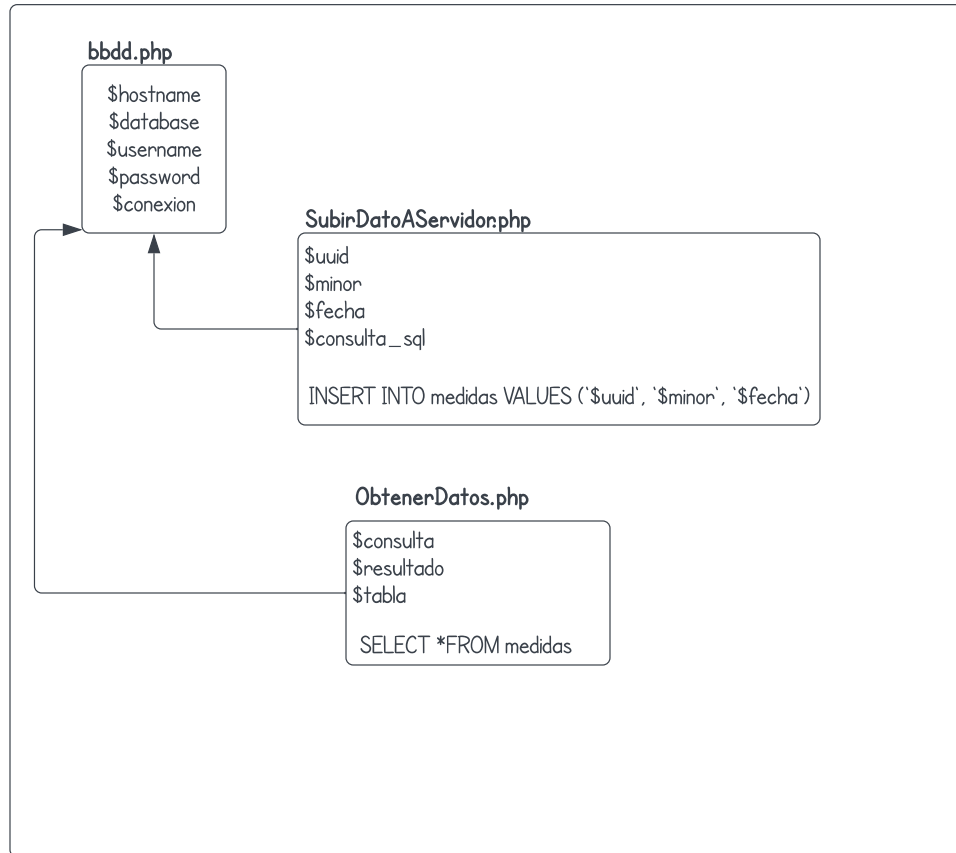 bbdd.php
$hostname
$database
$username
$password
$conexion
SubirDatoAServidor.php
$uuid
$minor
$fecha
$consulta_sql
INSERT INTO medidas VALUES (`$uuid`, `$minor`, `$fecha`)
ObtenerDatos.php
$consulta
$resultado
$tabla
SELECT *FROM medidas